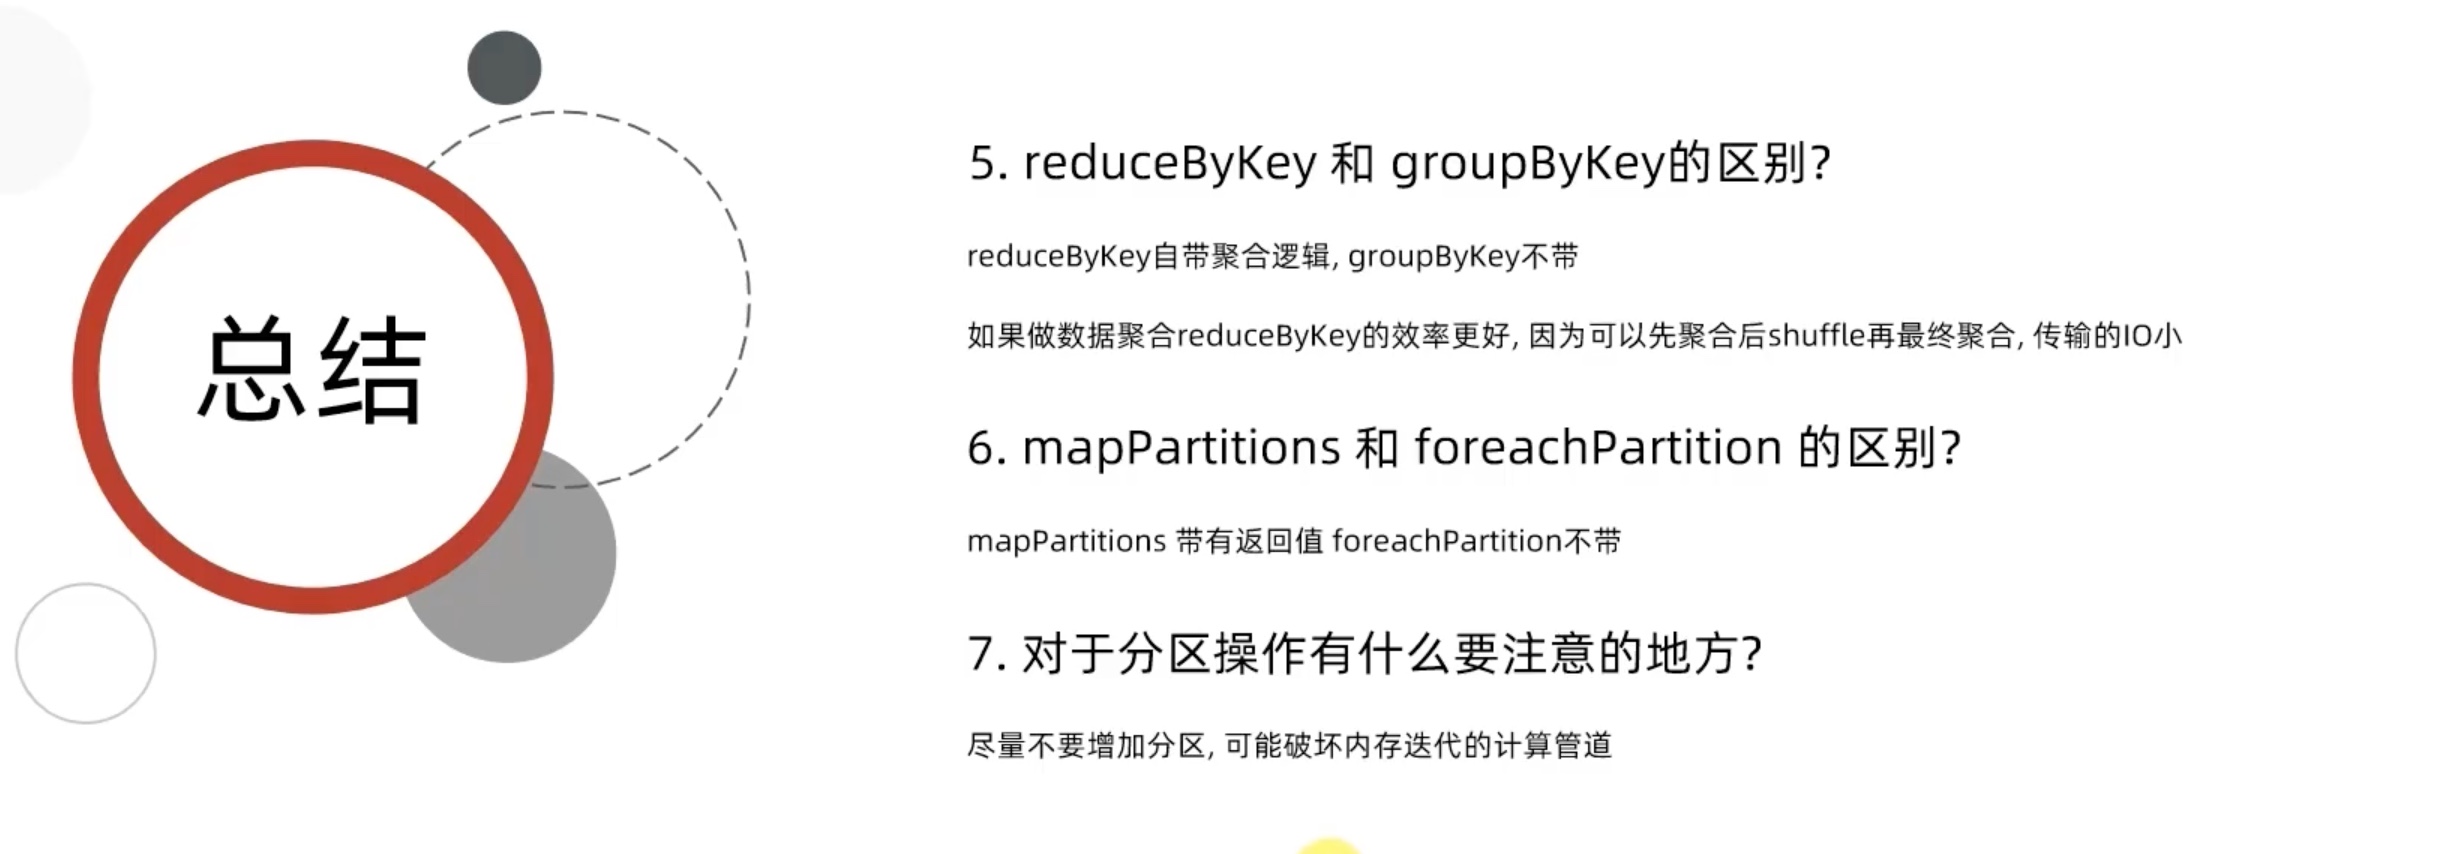 总结
5. reduceByKey 和 groupByKey的区别?
reduceByKey自带聚合逻辑, groupByKey不带
如果做数据聚合reduceByKey的效率更好, 因为可以先聚合后shuffle再最终聚合, 传输的IO小
6. mapPartitions 和 foreachPartition 的区别?
mapPartitions 带有返回值 foreachPartition不带
7. 对于分区操作有什么要注意的地方?
尽量不要增加分区, 可能破坏内存迭代的计算管道